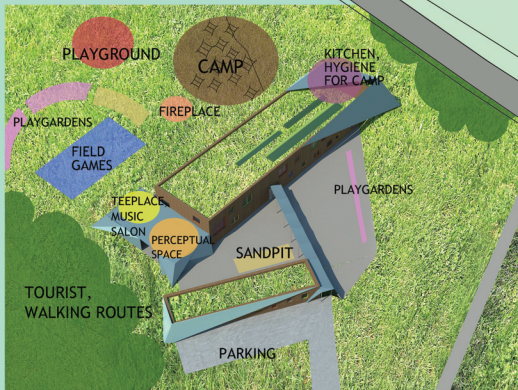 PLAYGROUND
CAMP
KITCHEN,
HYGIENE
FOR CAMP
FIREPLACE
PLAYGARDENS
FIELD
GAMES
PLAYGARDENS
TEEPLACE
MUSIC
SALON
PERCEPTUAL
SPACE
SANDPIT
TOURIST,
WALKING ROUTES
PARKING